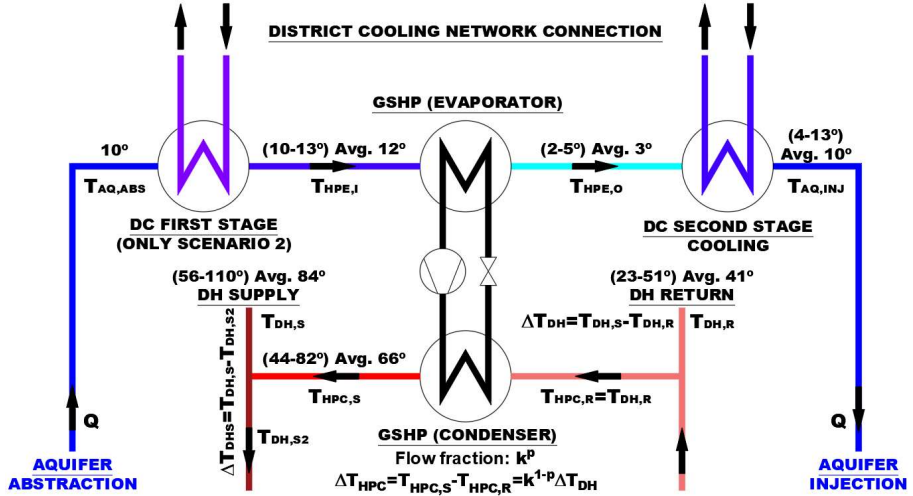 DISTRICT COOLING NETWORK CONNECTION
GSHP (EVAPORATOR)
10º
(10-13º) Avg. 12º
(2-5º) Avg. 3º
(4-13º)
Avg. 10º
TAQ,ABS
THPE,I
THPE,O
TAQ,INJ
DC FIRST STAGE
(ONLY SCENARIO 2)
DC SECOND STAGE
COOLING
(56-110º) Avg. 84º
DH SUPPLY
(23-51º) Avg. 41º
DH RETURN
TDH,S
ΔTDH=TDH,S-TDH,R
TDH,R
ΔTDHS=TDH,S-TDH,S2
(44-82º) Avg. 66º
THPC,S
THPC,R=TDH,R
Q
TDH,S2
Q
GSHP (CONDENSER)
Flow fraction: k^p
ΔTHPC=THPC,S-THPC,R=k^1-pΔTDH
AQUIFER
ABSTRACTION
AQUIFER
INJECTION